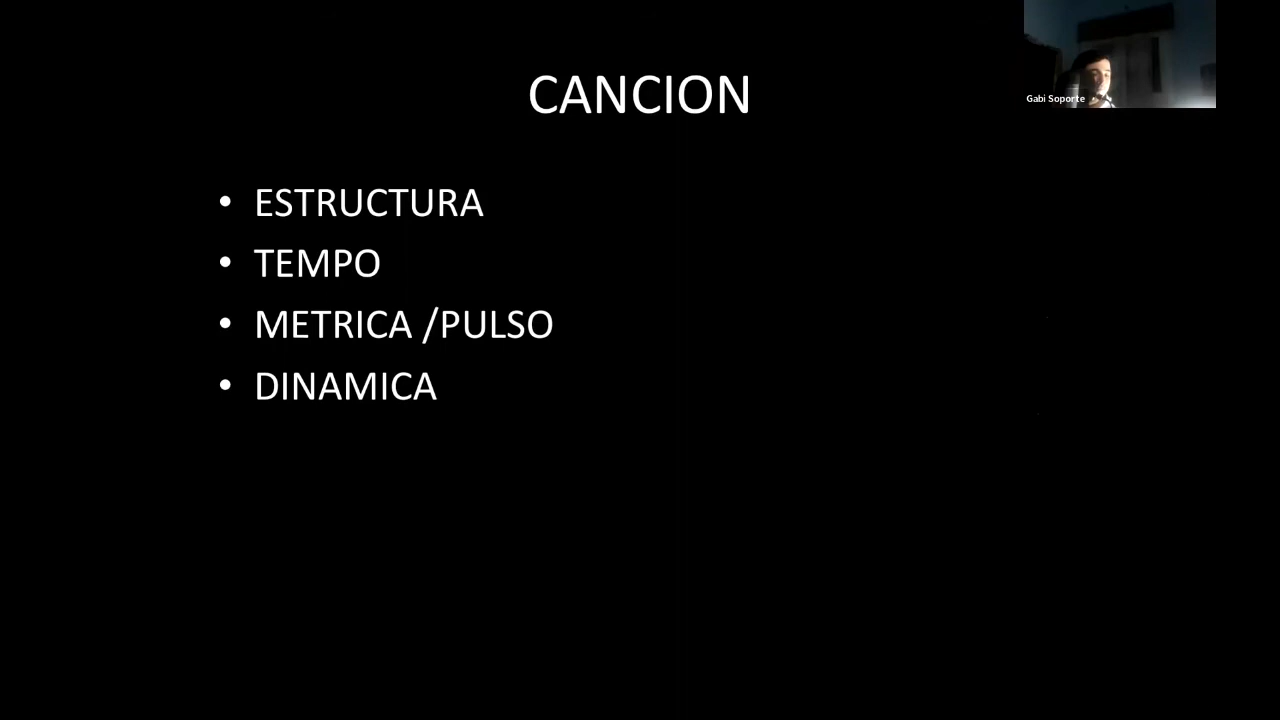 CANCION
Gabi Soporte
• ESTRUCTURA
• TEMPO
• METRICA /PULSO
• DINAMICA